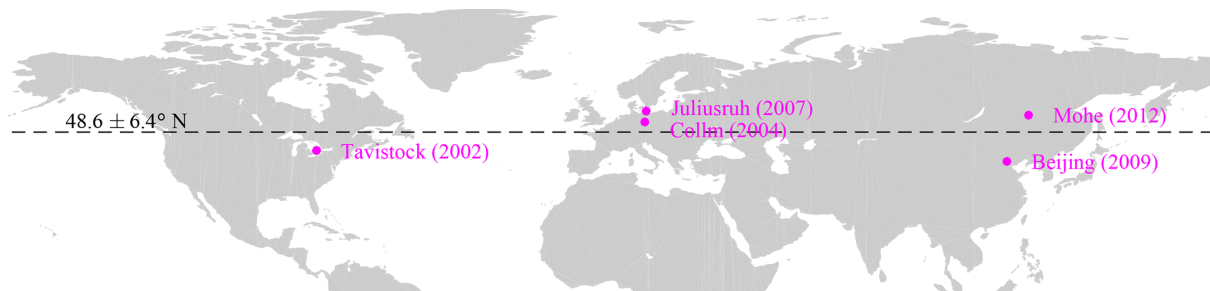 48.6 ± 6.4° N
Juliusruh (2007)
Collm (2004)
Mohe (2012)
Tavistock (2002)
Beijing (2009)